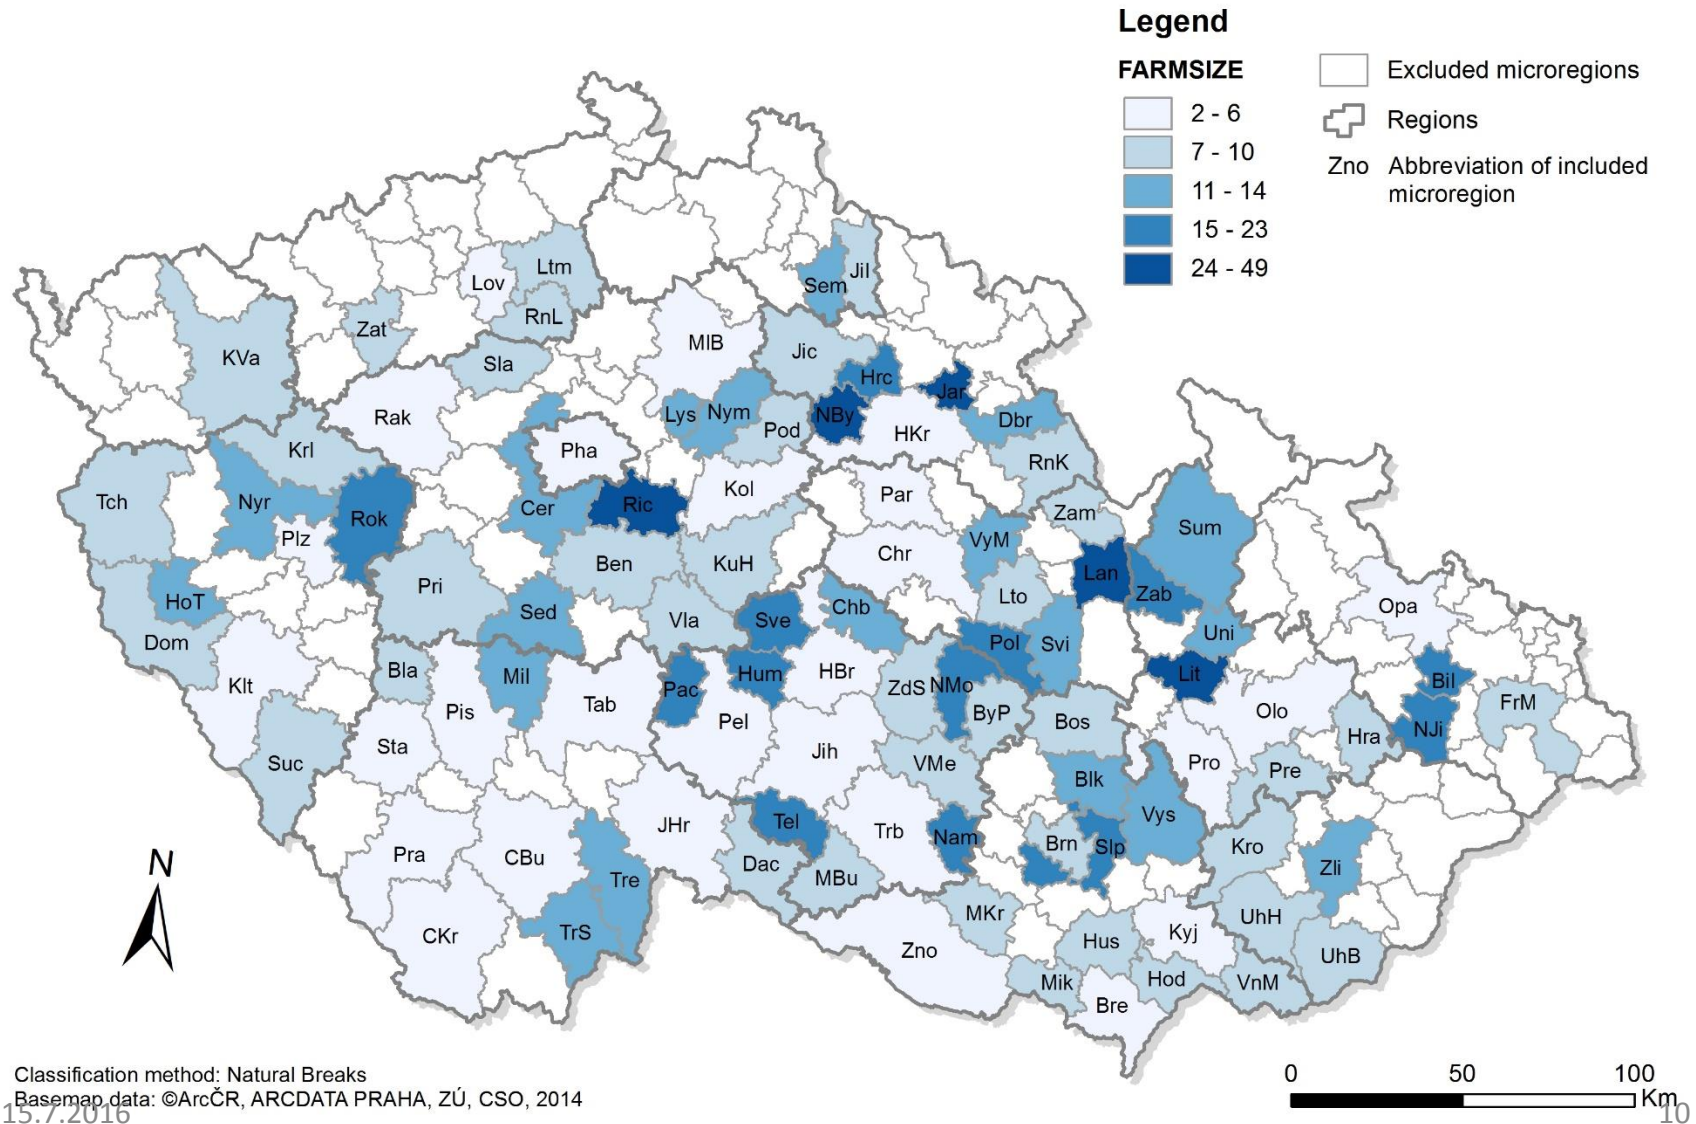 Legend
FARMSIZE
2 - 6
7 - 10
11 - 14
15 - 23
24 - 49
Excluded microregions
Regions
Zno Abbreviation of included
microregion
Ltm
Lov
Jil
Sem
RnL
Zat
MlB
Jic
KVa
Sla
Hrc
Jar
Rak
Lys
Nym
NBy
Dbr
Pod
HKr
Krl
Pha
RnK
Tch
Nyr
Kol
Par
Rok
Cer
Ric
Zam
Sum
Plz
VyM
Chr
Ben
KuH
Lan
Pri
Zab
Lto
HoT
Sed
Chb
Opa
Vla
Sve
Uni
Dom
Pol
Svi
Bla
HBr
Mil
Hum
Lit
Klt
Pac
ZdS
NMo
Bil
Tab
FrM
Pis
Pel
ByP
Bos
Olo
NJi
Sta
Jih
Hra
Suc
VMe
Pro
Pre
Blk
Vys
JHr
Tel
Trb
Nam
Brn
Slp
Kro
Pra
CBu
Dac
Zli
Tre
MBu
MKr
UhH
CKr
TrS
Zno
Hus
Kyj
UhB
Mik
Hod
VnM
Bre
N
Classification method: Natural Breaks
Basemap data: ©ArcČR, ARCDATA PRAHA, ZÚ, CSO, 2014
0 50 100
Km
15.7.2016
10